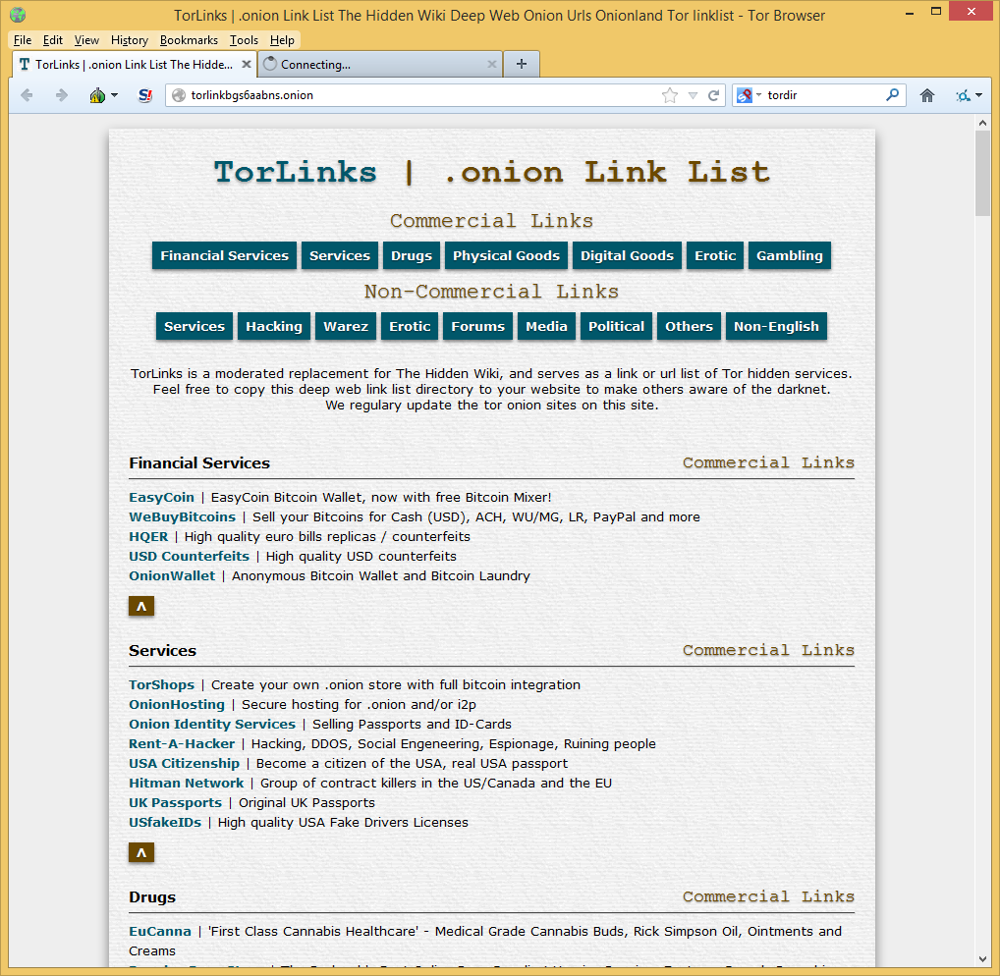 TorLinks | .onion Link List The Hidden Wiki Deep Web Onion Urls Onionland Tor linklist - Tor Browser
File Edit View History Bookmarks Tools Help
TorLinks | .onion Link List The Hidde... Connecting...
torlinkbgs6aabns.onion tordir
TorLinks | .onion Link List
Commercial Links
Financial Services Services Drugs Physical Goods Digital Goods Erotic Gambling
Non-Commercial Links
Services Hacking Warez Erotic Forums Media Political Others Non-English
TorLinks is a moderated replacement for The Hidden Wiki, and serves as a link or url list of Tor hidden services.
Feel free to copy this deep web link list directory to your website to make others aware of the darknet.
We regulary update the tor onion sites on this site.
Financial Services Commercial Links
EasyCoin | EasyCoin Bitcoin Wallet, now with free Bitcoin Mixer!
WeBuyBitcoins | Sell your Bitcoins for Cash (USD), ACH, WU/MG, LR, PayPal and more
HQER | High quality euro bills replicas / counterfeits
USD Counterfeits | High quality USD counterfeits
OnionWallet | Anonymous Bitcoin Wallet and Bitcoin Laundry
Λ
Services Commercial Links
TorShops | Create your own .onion store with full bitcoin integration
OnionHosting | Secure hosting for .onion and/or i2p
Onion Identity Services | Selling Passports and ID-Cards
Rent-A-Hacker | Hacking, DDOS, Social Engeneering, Espionage, Ruining people
USA Citizenship | Become a citizen of the USA, real USA passport
Hitman Network | Group of contract killers in the US/Canada and the EU
UK Passports | Original UK Passports
USfakeIDs | High quality USA Fake Drivers Licenses
Λ
Drugs Commercial Links
EuCanna | 'First Class Cannabis Healthcare' - Medical Grade Cannabis Buds, Rick Simpson Oil, Ointments and
Creams